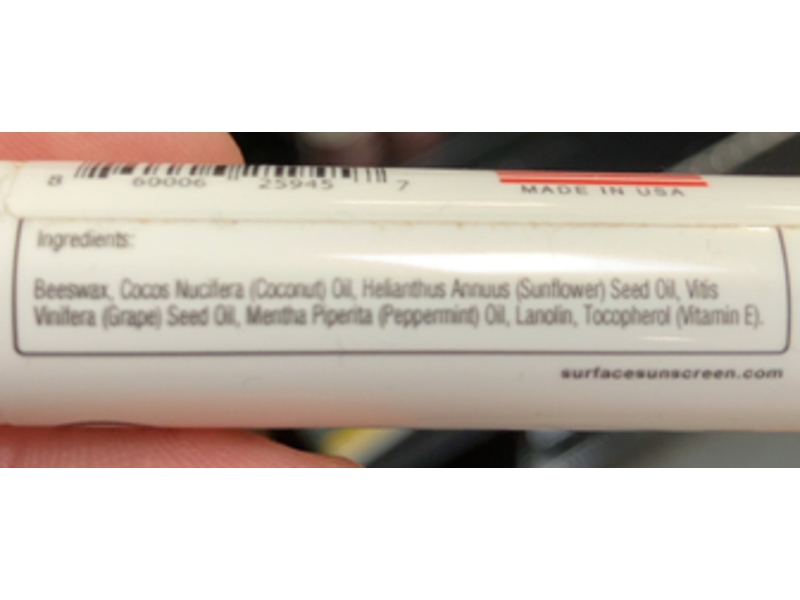 8 60006 25945 7
MADE IN USA
Ingredients:
Beeswax, Cocos Nucifera (Coconut) Oil, Helianthus Annuus (Sunflower) Seed Oil, Vitis
Vinifera (Grape) Seed Oil, Mentha Piperita (Peppermint) Oil, Lanolin, Tocopherol (Vitamin E).
surfacesunscreen.com